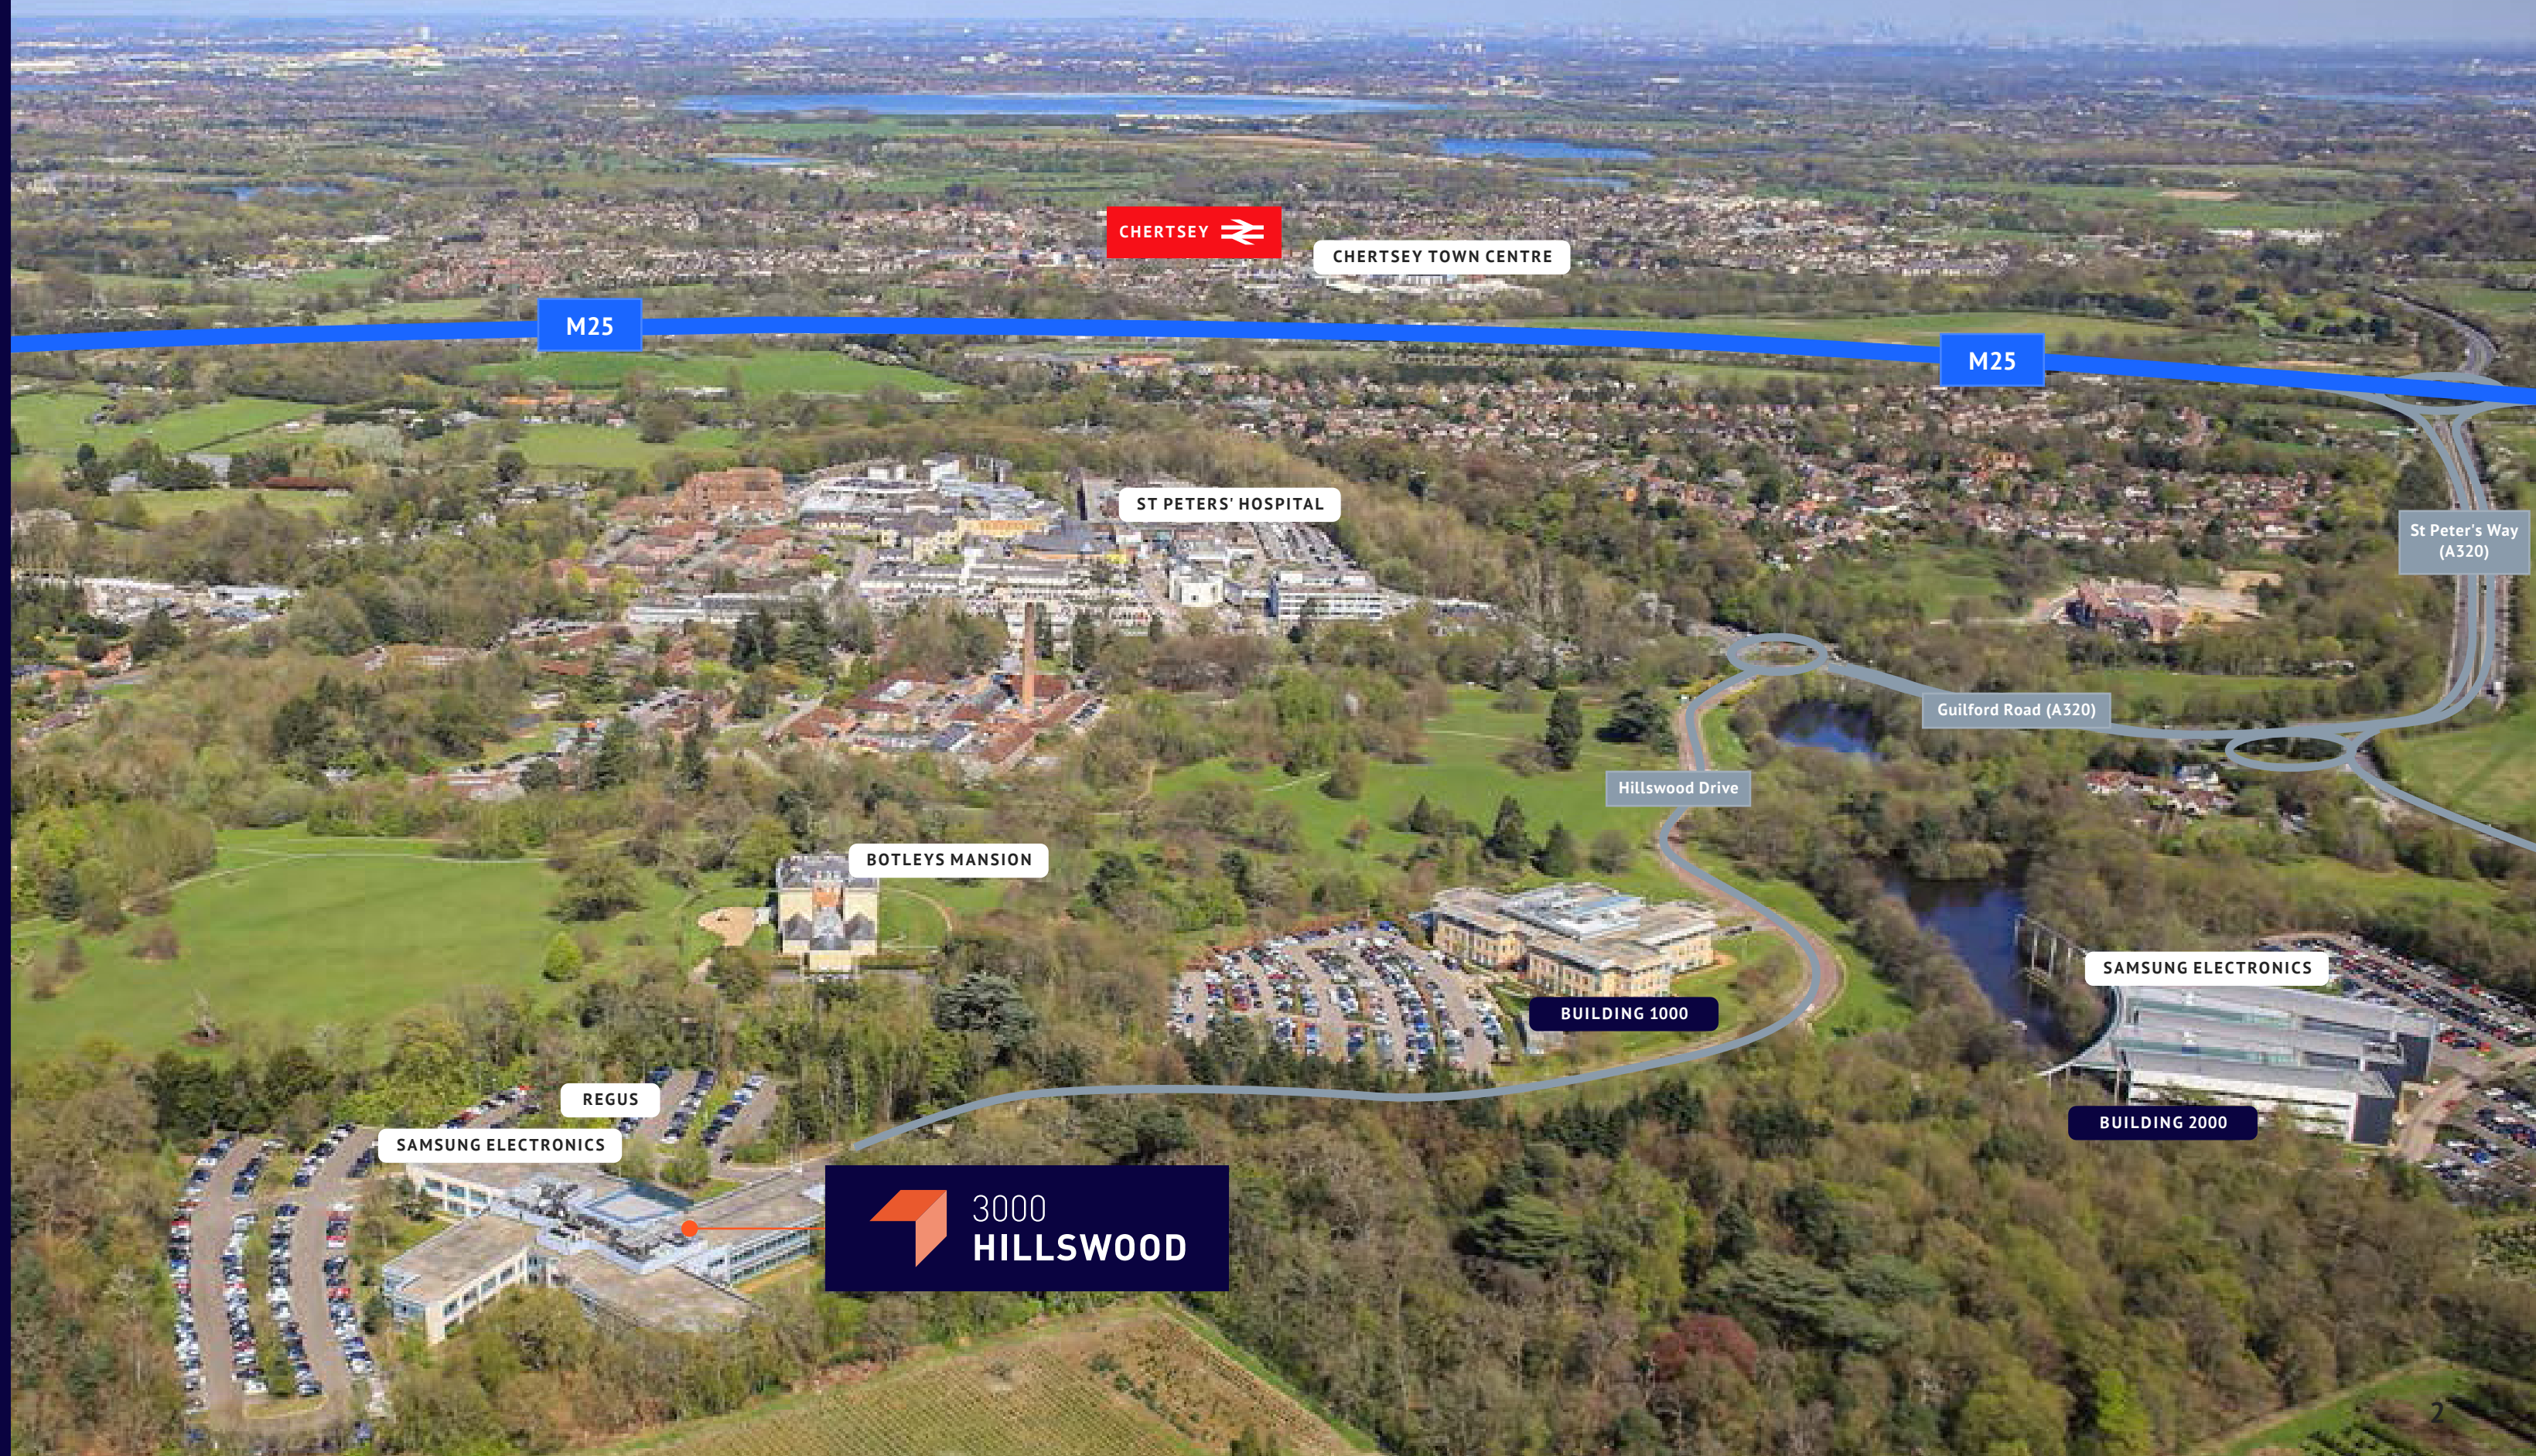 CHERTSEY
CHERTSEY TOWN CENTRE
M25
M25
ST PETERS' HOSPITAL
St Peter's Way
(A320)
Guilford Road (A320)
Hillswood Drive
BOTLEYS MANSION
SAMSUNG ELECTRONICS
BUILDING 1000
REGUS
BUILDING 2000
SAMSUNG ELECTRONICS
3000
HILLSWOOD
2